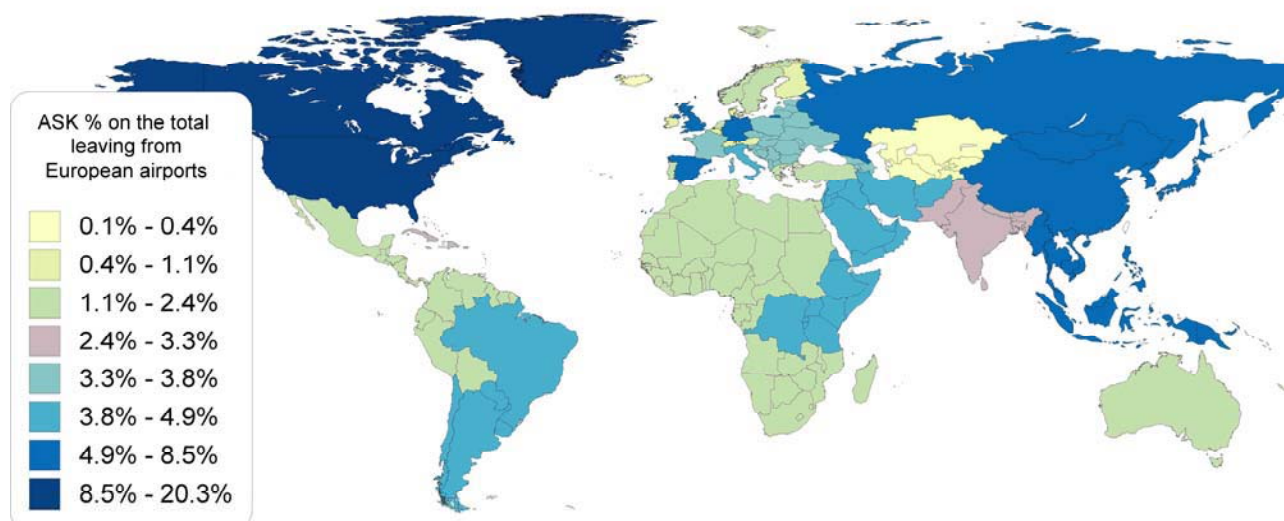 ASK % on the total
leaving from
European airports
0.1% - 0.4%
0.4% - 1.1%
1.1% - 2.4%
2.4% - 3.3%
3.3% - 3.8%
3.8% - 4.9%
4.9% - 8.5%
8.5% - 20.3%